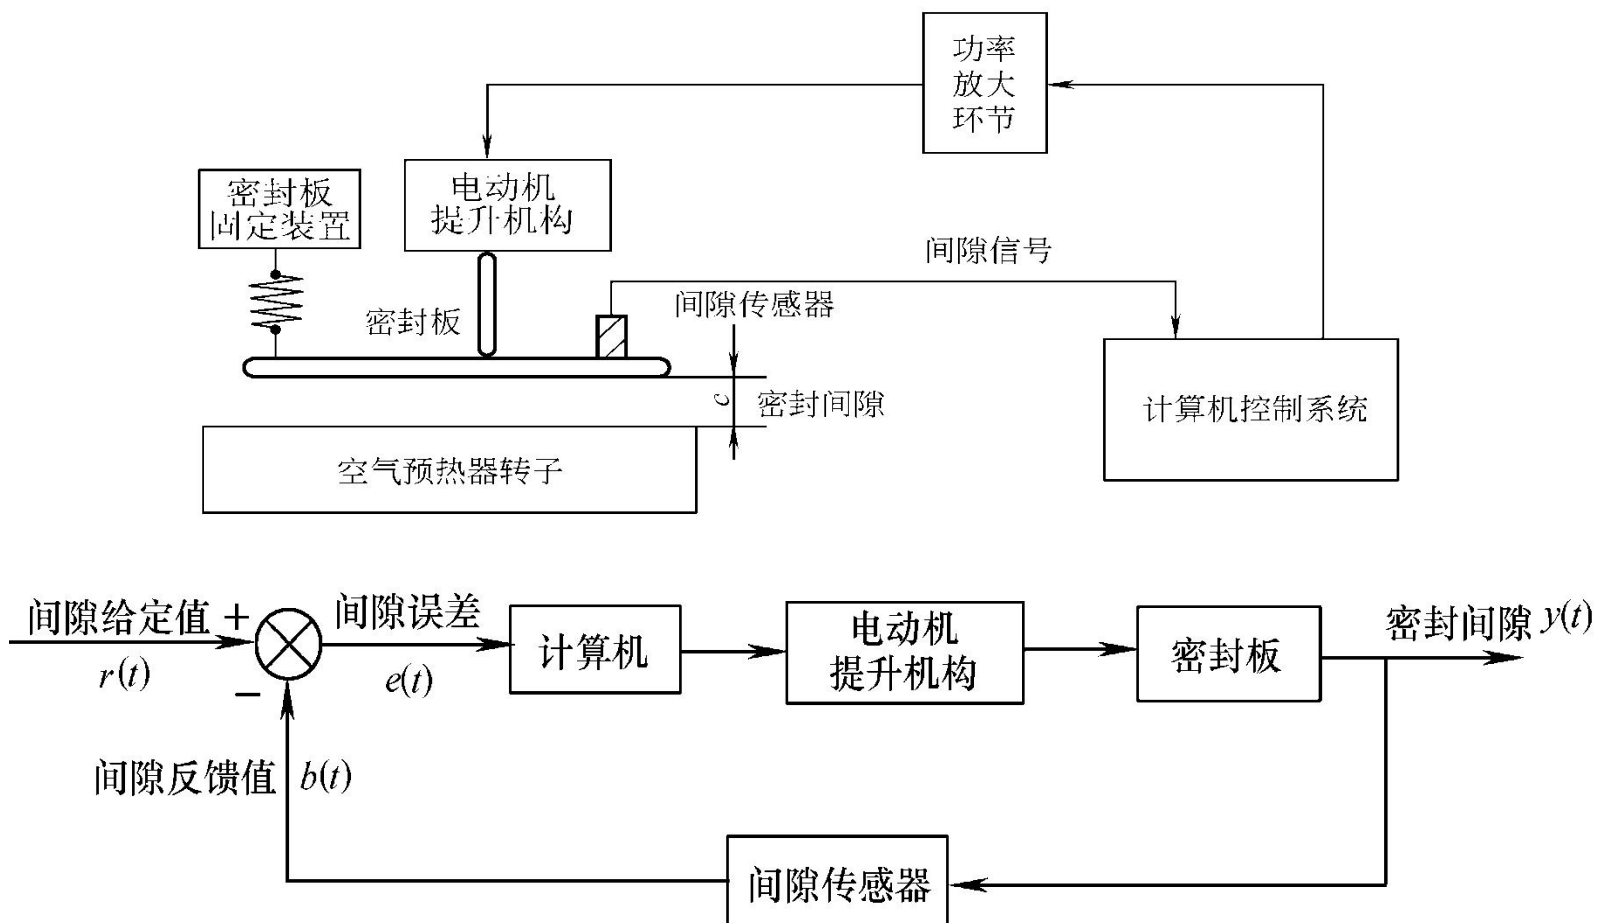 功率
放大
环节
密封板
固定装置
电动机
提升机构
间隙信号
间隙传感器
密封板
c
密封间隙
计算机控制系统
空气预热器转子
间隙给定值
+
r(t)
−
间隙误差
e(t)
计算机
电动机
提升机构
密封板
密封间隙 y(t)
间隙反馈值 b(t)
间隙传感器